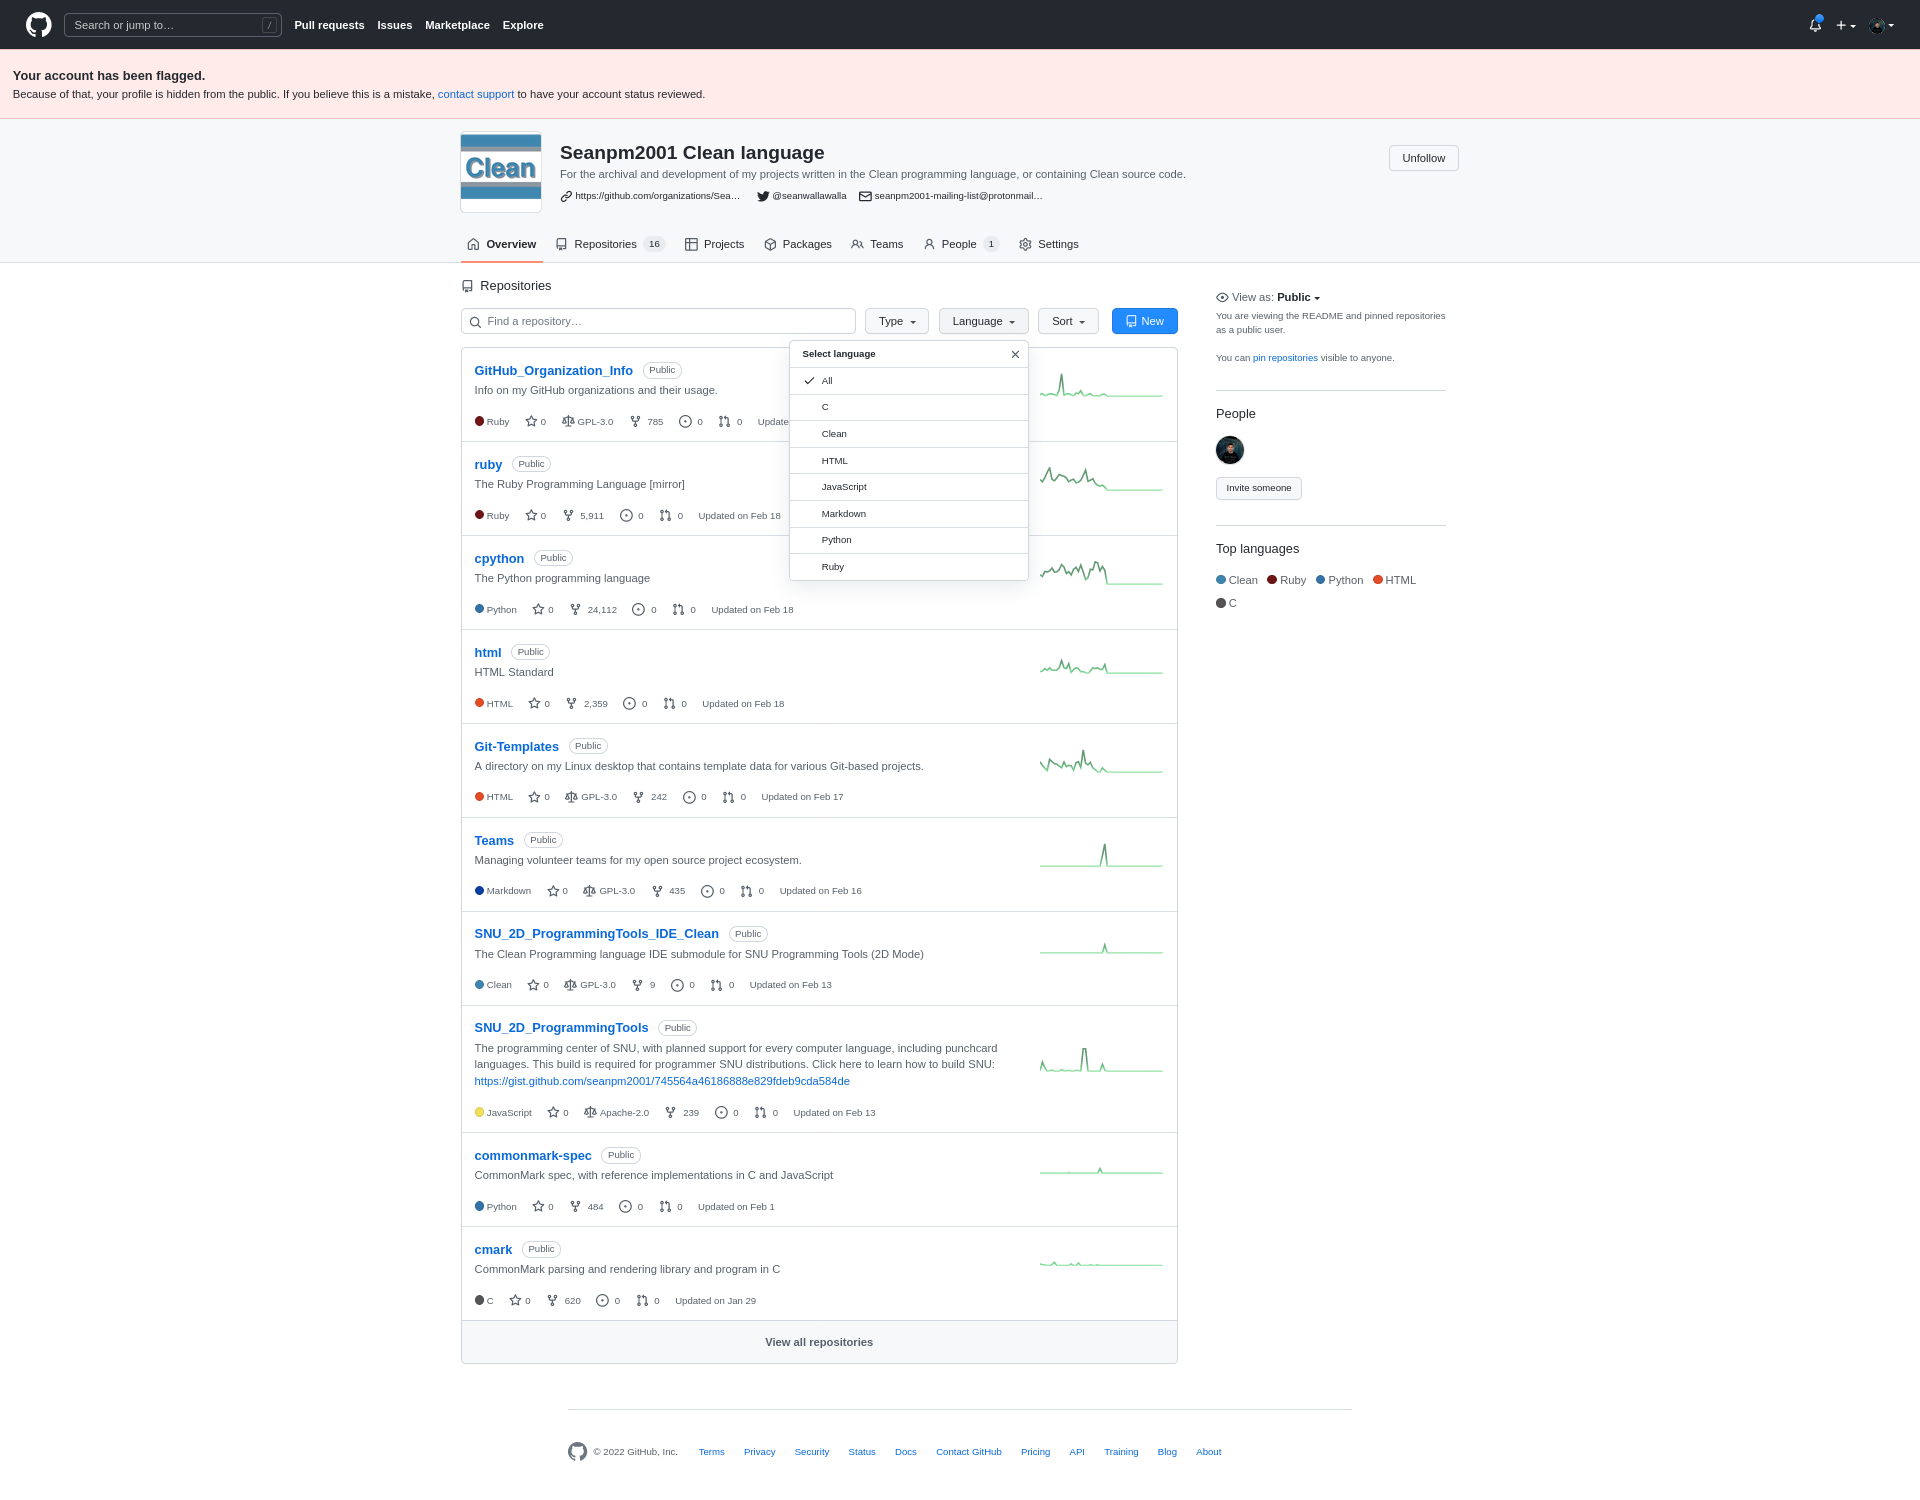 Search or jump to… / Pull requests Issues Marketplace Explore
Your account has been flagged.
Because of that, your profile is hidden from the public. If you believe this is a mistake, contact support to have your account status reviewed.
Clean
Seanpm2001 Clean language
Unfollow
For the archival and development of my projects written in the Clean programming language, or containing Clean source code.
https://github.com/organizations/Sea… @seanwallawalla seanpm2001-mailing-list@protonmail…
Overview Repositories 16 Projects Packages Teams People 1 Settings
Repositories
Find a repository… Type Language Sort New
Select language
All
C
Clean
HTML
JavaScript
Markdown
Python
Ruby
GitHub_Organization_Info Public
Info on my GitHub organizations and their usage.
Ruby 0 GPL-3.0 785 0 0 Update
ruby Public
The Ruby Programming Language [mirror]
Ruby 0 5,911 0 0 Updated on Feb 18
cpython Public
The Python programming language
Python 0 24,112 0 0 Updated on Feb 18
html Public
HTML Standard
HTML 0 2,359 0 0 Updated on Feb 18
Git-Templates Public
A directory on my Linux desktop that contains template data for various Git-based projects.
HTML 0 GPL-3.0 242 0 0 Updated on Feb 17
Teams Public
Managing volunteer teams for my open source project ecosystem.
Markdown 0 GPL-3.0 435 0 0 Updated on Feb 16
SNU_2D_ProgrammingTools_IDE_Clean Public
The Clean Programming language IDE submodule for SNU Programming Tools (2D Mode)
Clean 0 GPL-3.0 9 0 0 Updated on Feb 13
SNU_2D_ProgrammingTools Public
The programming center of SNU, with planned support for every computer language, including punchcard
languages. This build is required for programmer SNU distributions. Click here to learn how to build SNU:
https://gist.github.com/seanpm2001/745564a46186888e829fdeb9cda584de
JavaScript 0 Apache-2.0 239 0 0 Updated on Feb 13
commonmark-spec Public
CommonMark spec, with reference implementations in C and JavaScript
Python 0 484 0 0 Updated on Feb 1
cmark Public
CommonMark parsing and rendering library and program in C
C 0 620 0 0 Updated on Jan 29
View all repositories
View as: Public
You are viewing the README and pinned repositories
as a public user.
You can pin repositories visible to anyone.
People
Invite someone
Top languages
Clean Ruby Python HTML
C
© 2022 GitHub, Inc. Terms Privacy Security Status Docs Contact GitHub Pricing API Training Blog About